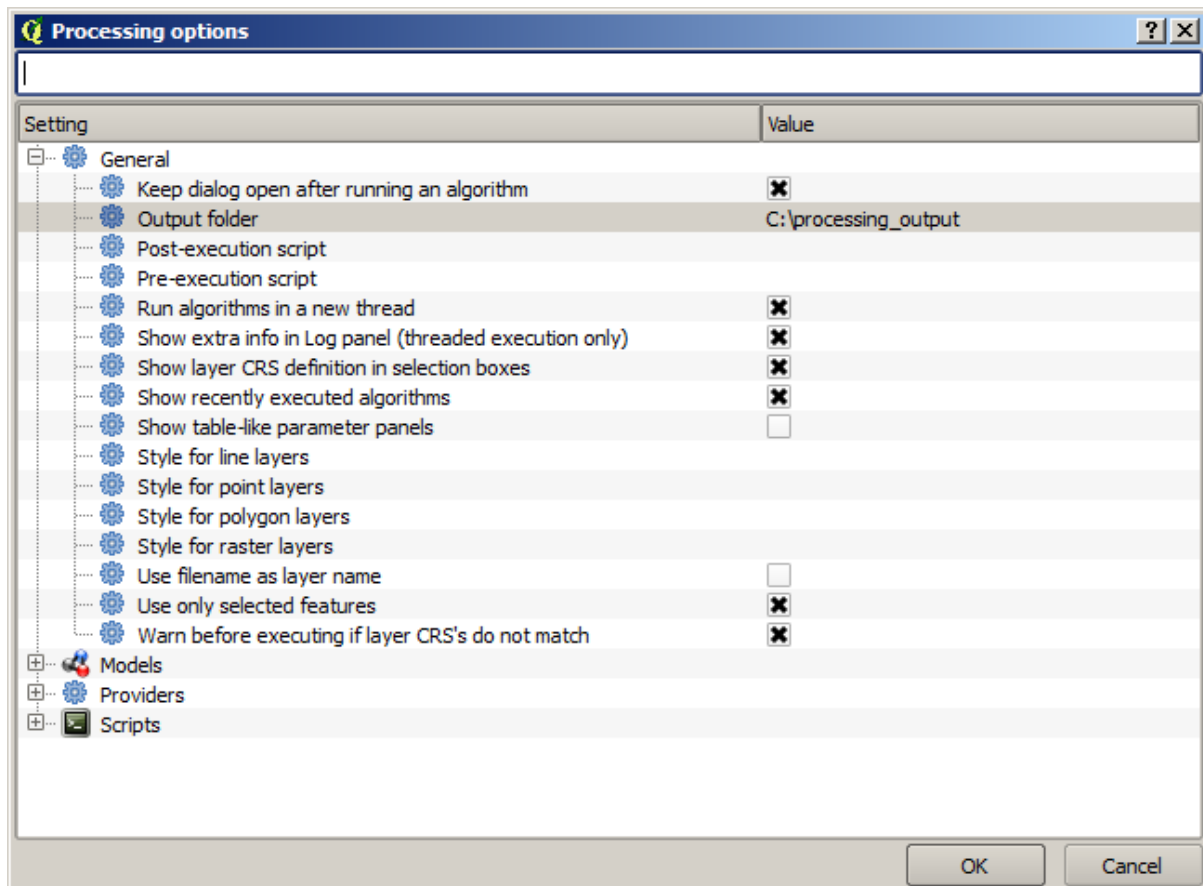 Processing options
Setting Value
General
Keep dialog open after running an algorithm
Output folder C:\processing_output
Post-execution script
Pre-execution script
Run algorithms in a new thread
Show extra info in Log panel (threaded execution only)
Show layer CRS definition in selection boxes
Show recently executed algorithms
Show table-like parameter panels
Style for line layers
Style for point layers
Style for polygon layers
Style for raster layers
Use filename as layer name
Use only selected features
Warn before executing if layer CRS's do not match
Models
Providers
Scripts
OK Cancel